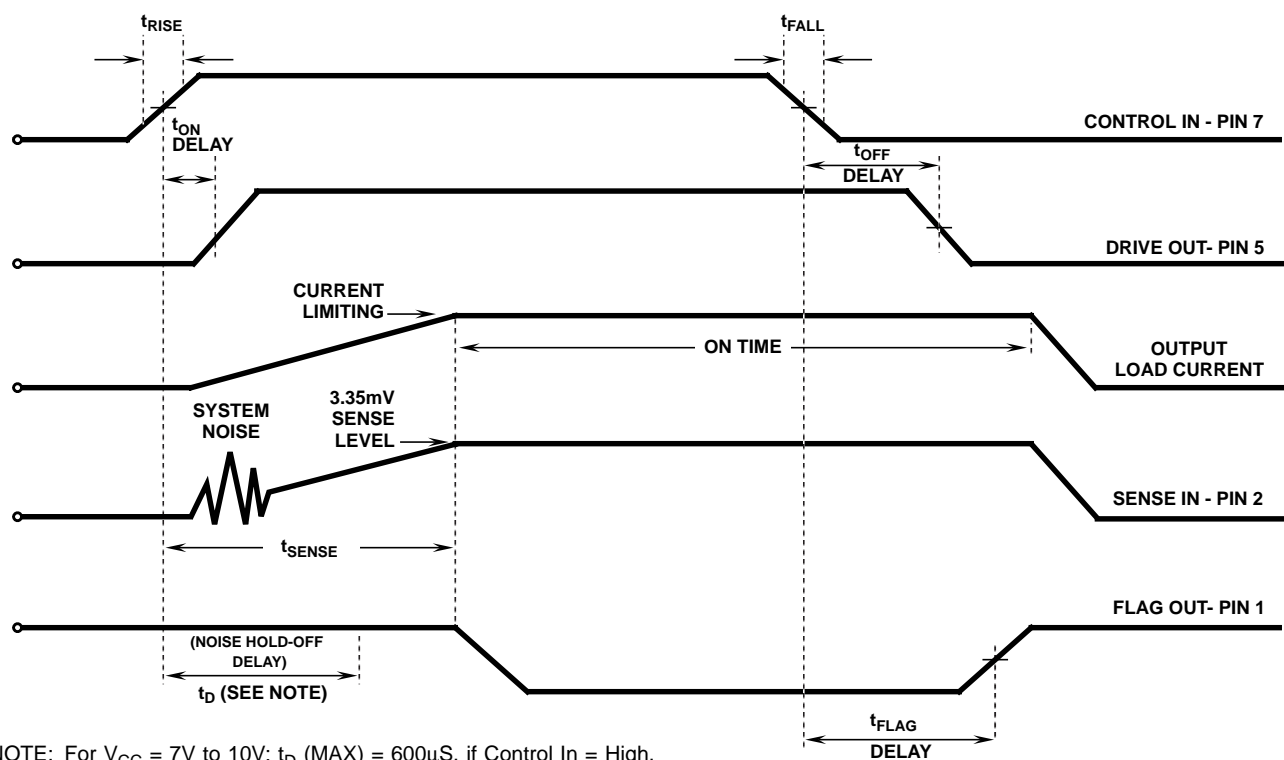 tRISE
tFALL
CONTROL IN - PIN 7
tON
DELAY
tOFF
DELAY
DRIVE OUT- PIN 5
CURRENT
LIMITING
ON TIME
OUTPUT
LOAD CURRENT
SYSTEM
NOISE
3.35mV
SENSE
LEVEL
SENSE IN - PIN 2
tSENSE
FLAG OUT- PIN 1
(NOISE HOLD-OFF
DELAY)
tD (SEE NOTE)
tFLAG
DELAY
NOTE: For VCC = 7V to 10V; tD (MAX) = 600µS, if Control In = High.